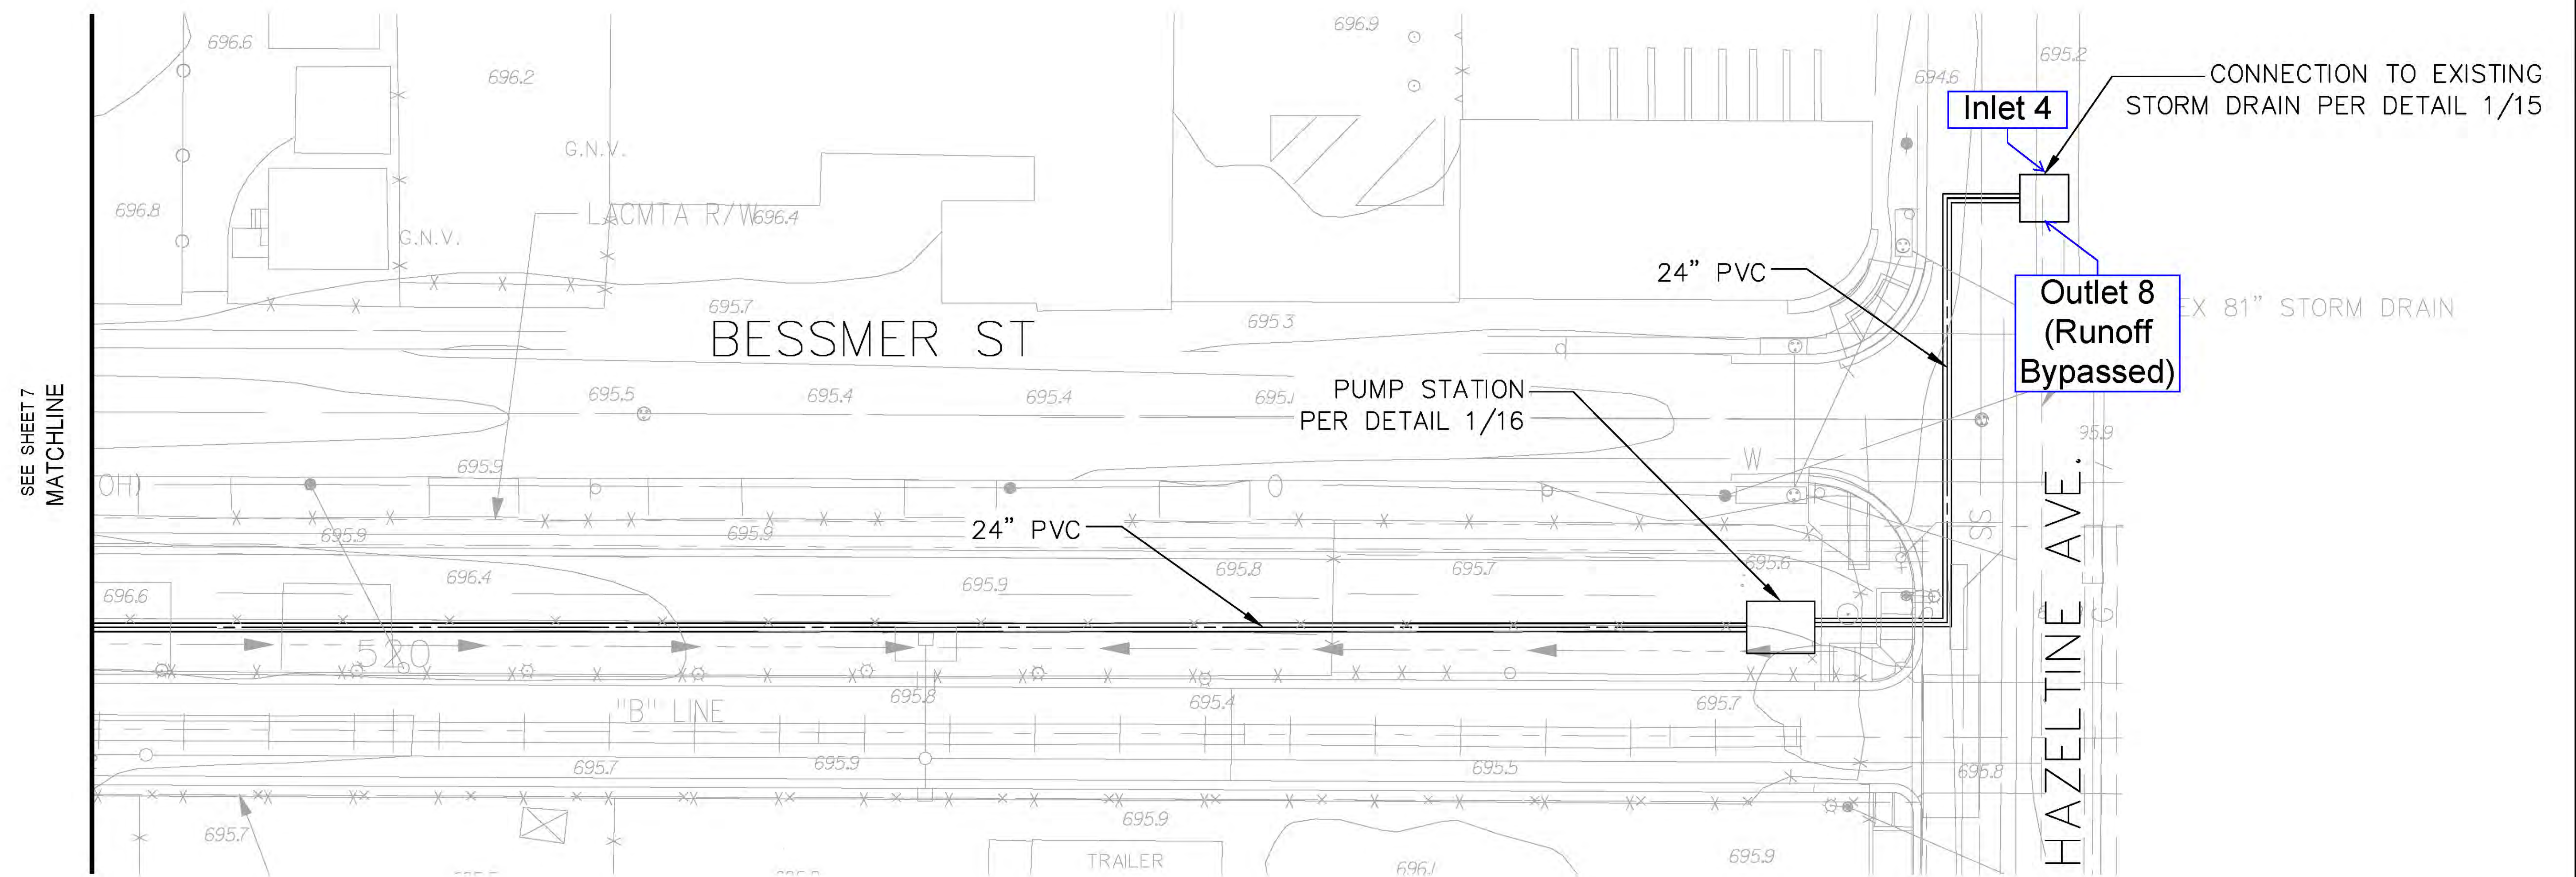 696.6
696.2
696.9
695.2
694.6
CONNECTION TO EXISTING
STORM DRAIN PER DETAIL 1/15
Inlet 4
G.N.V.
696.8
LACMTA R/W
696.4
G.N.V.
24” PVC
Outlet 8
(Runoff
Bypassed)
EX 81” STORM DRAIN
695.7
695 3
BESSMER ST
SEE SHEET 7
MATCHLINE
695.5
695.4
695.4
PUMP STATION
PER DETAIL 1/16
95.9
695.9
W
OH)
O
SS
695.9
695.9
24” PVC
HAZELTINE AVE.
696.4
695.9
695.8
695.7
695.6
696.6
G
520
"B" LINE
695.8
695.4
695.7
695.7
695.9
695.5
695.8
695.7
695.9
TRAILER
696.1
695.9